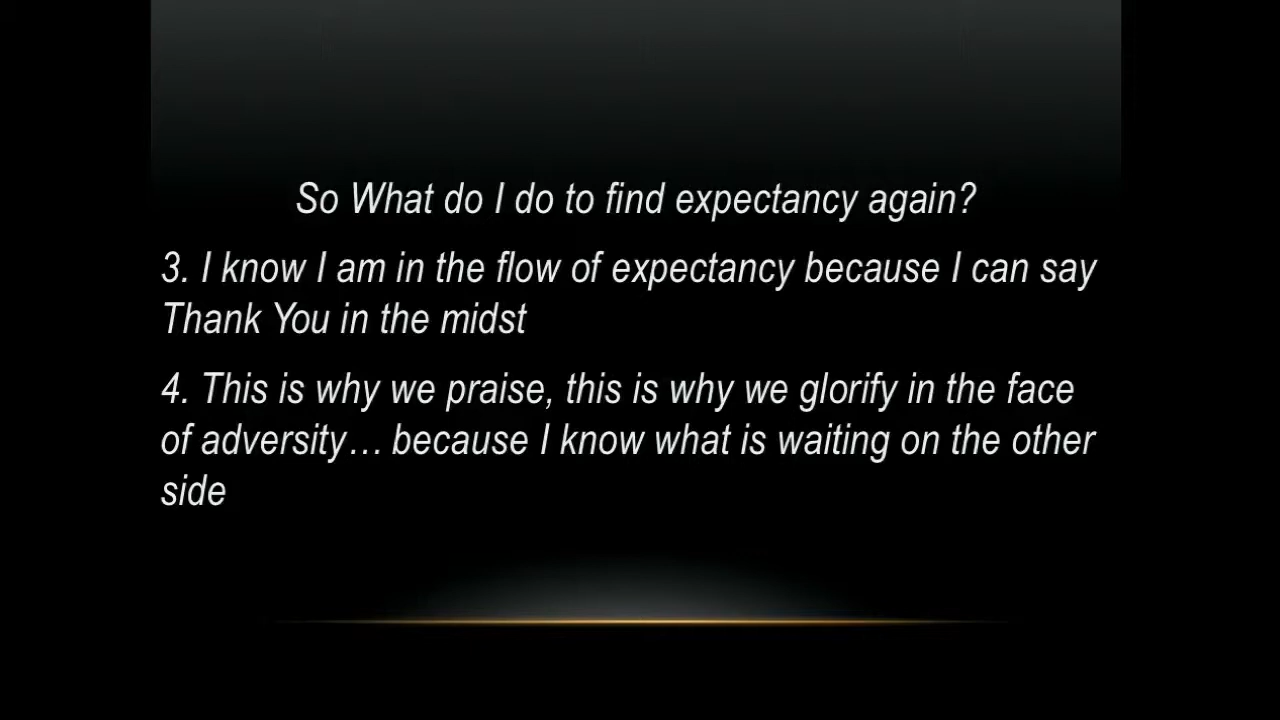 So What do I do to find expectancy again?
3. I know I am in the flow of expectancy because I can say
Thank You in the midst
4. This is why we praise, this is why we glorify in the face
of adversity… because I know what is waiting on the other
side